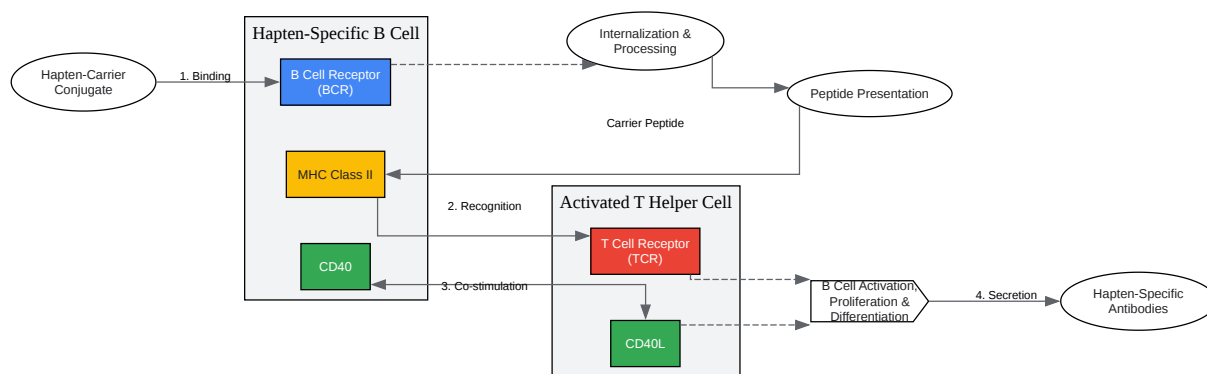 Hapten-Specific B Cell
Internalization &
Processing
Hapten-Carrier
Conjugate
1. Binding
B Cell Receptor
(BCR)
Peptide Presentation
Carrier Peptide
MHC Class II
2. Recognition
Activated T Helper Cell
T Cell Receptor
(TCR)
CD40
3. Co-stimulation
B Cell Activation,
Proliferation &
Differentiation
4. Secretion
Hapten-Specific
Antibodies
CD40L